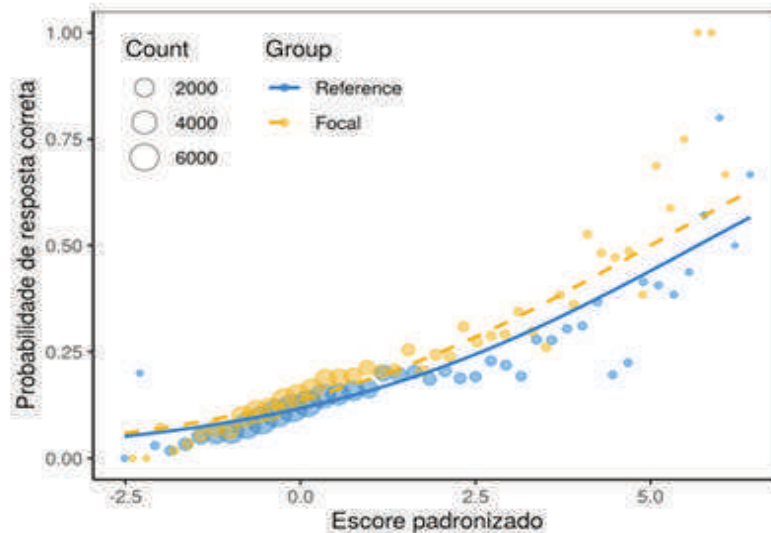 Count
2000
4000
6000
Group
Reference
Focal
Probabilidade de resposta correta
1.00
0.75
0.50
0.25
0.00
-2.5
0.0
2.5
5.0
Escore padronizado